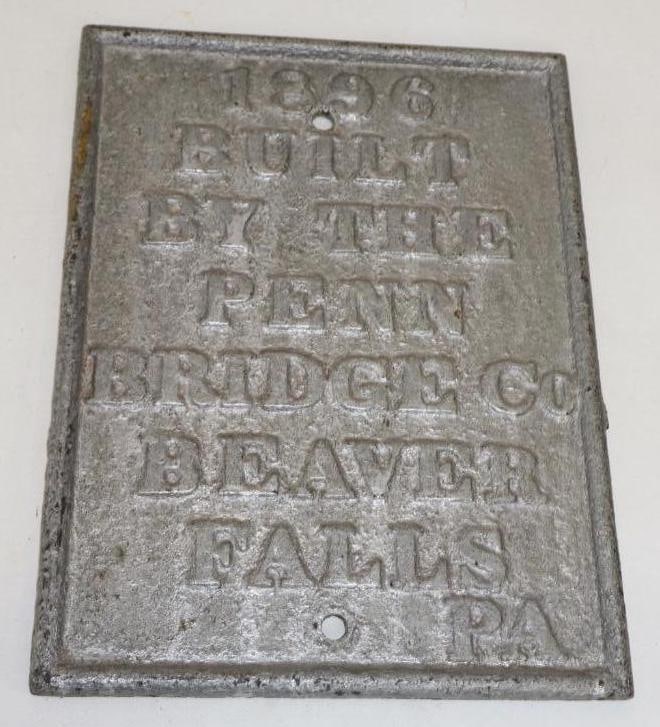 1896
BUILT
BY THE
PENN
BRIDGE CO
BEAVER
FALLS
PA